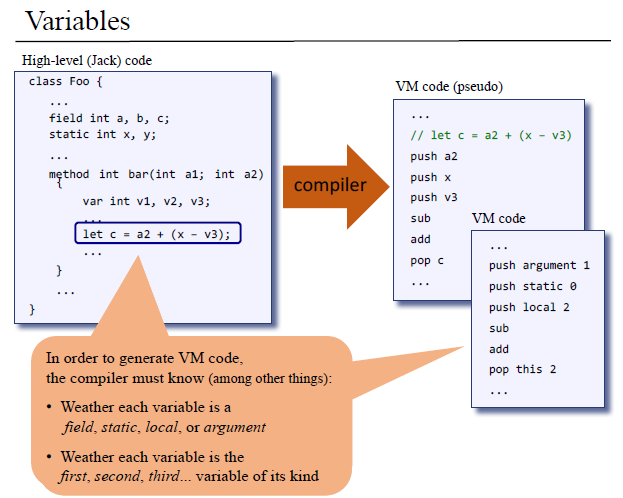 Variables
High-level (Jack) code
class Foo {
...
field int a, b, c;
static int x, y;
...
method int bar(int a1; int a2)
{
var int v1, v2, v3;
...
let c = a2 + (x – v3);
...
}
...
}
compiler
VM code (pseudo)
...
// let c = a2 + (x – v3)
push a2
push x
push v3
sub
add
pop c
...
VM code
...
push argument 1
push static 0
push local 2
sub
add
pop this 2
...
In order to generate VM code,
the compiler must know (among other things):
• Weather each variable is a
field, static, local, or argument
• Weather each variable is the
first, second, third... variable of its kind